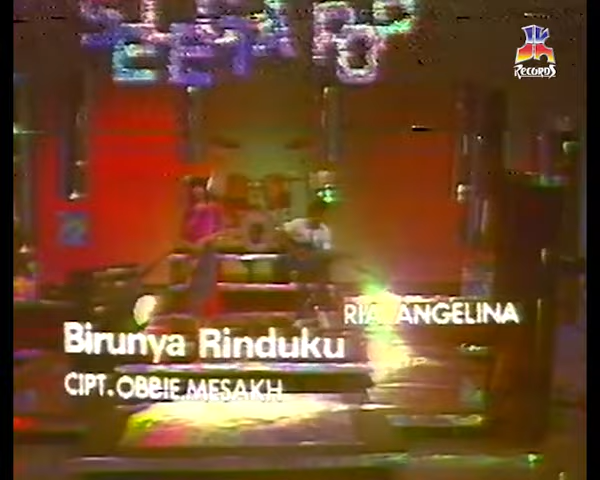 RECORDS
RIA ANGELINA
Birunya Rinduku
CIPT. OBBIE.MESAKH